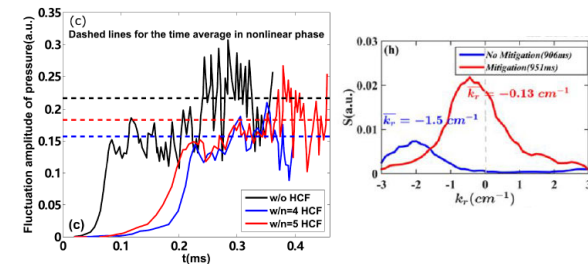 (c)
Dashed lines for the time average in nonlinear phase
Fluctuation amplitude of pressure(a.u.)
0.35
0.3
0.25
0.2
0.15
0.1
0.05
0
(c)
w/o HCF
w/n=4 HCF
w/n=5 HCF
0 0.1 0.2 0.3 0.4
t(ms)
(h)
No Mitigation(906ms)
Mitigation(951ms)
S(a.u.)
0.03
0.02
0.01
0
k̄r = −0.13 cm⁻¹
k̄r = −1.5 cm⁻¹
-3 -2 -1 0 1 2 3
kr(cm⁻¹)